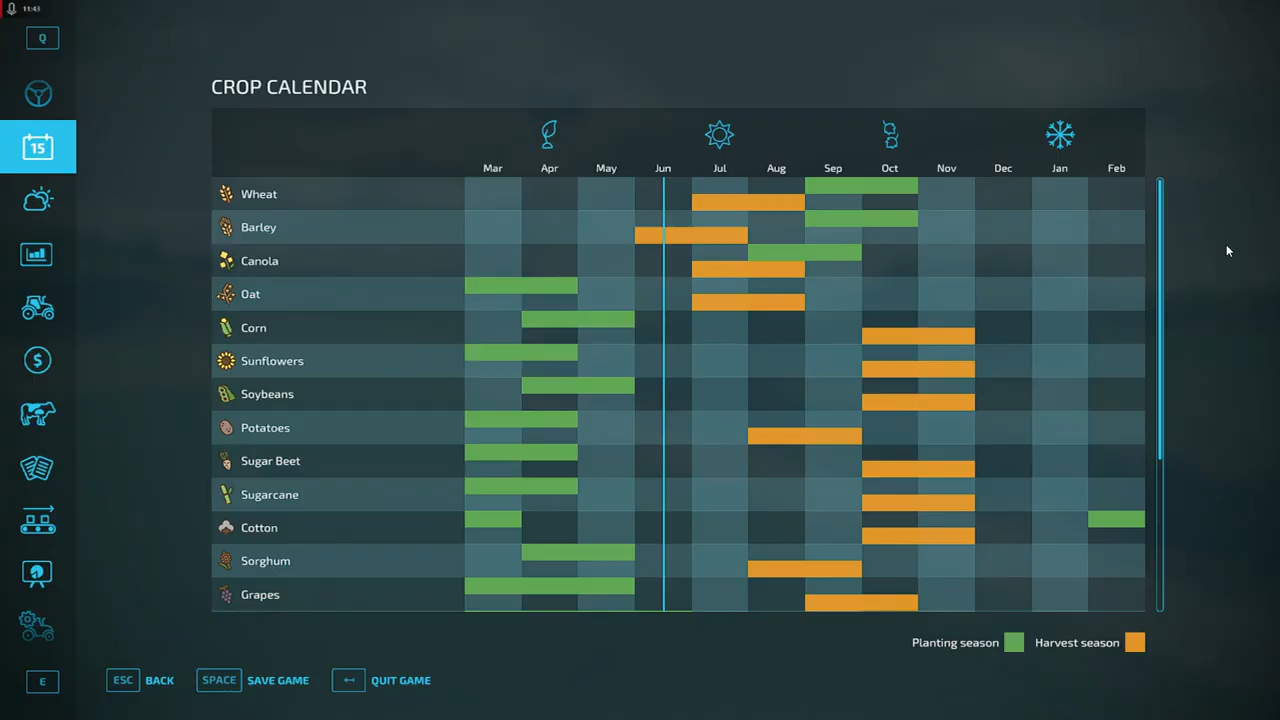 11:43
Q
CROP CALENDAR
15
Mar Apr May Jun Jul Aug Sep Oct Nov Dec Jan Feb
Wheat
Barley
Canola
Oat
Corn
Sunflowers
Soybeans
Potatoes
Sugar Beet
Sugarcane
Cotton
Sorghum
Grapes
$
Planting season Harvest season
E
ESC BACK SPACE SAVE GAME ↔ QUIT GAME